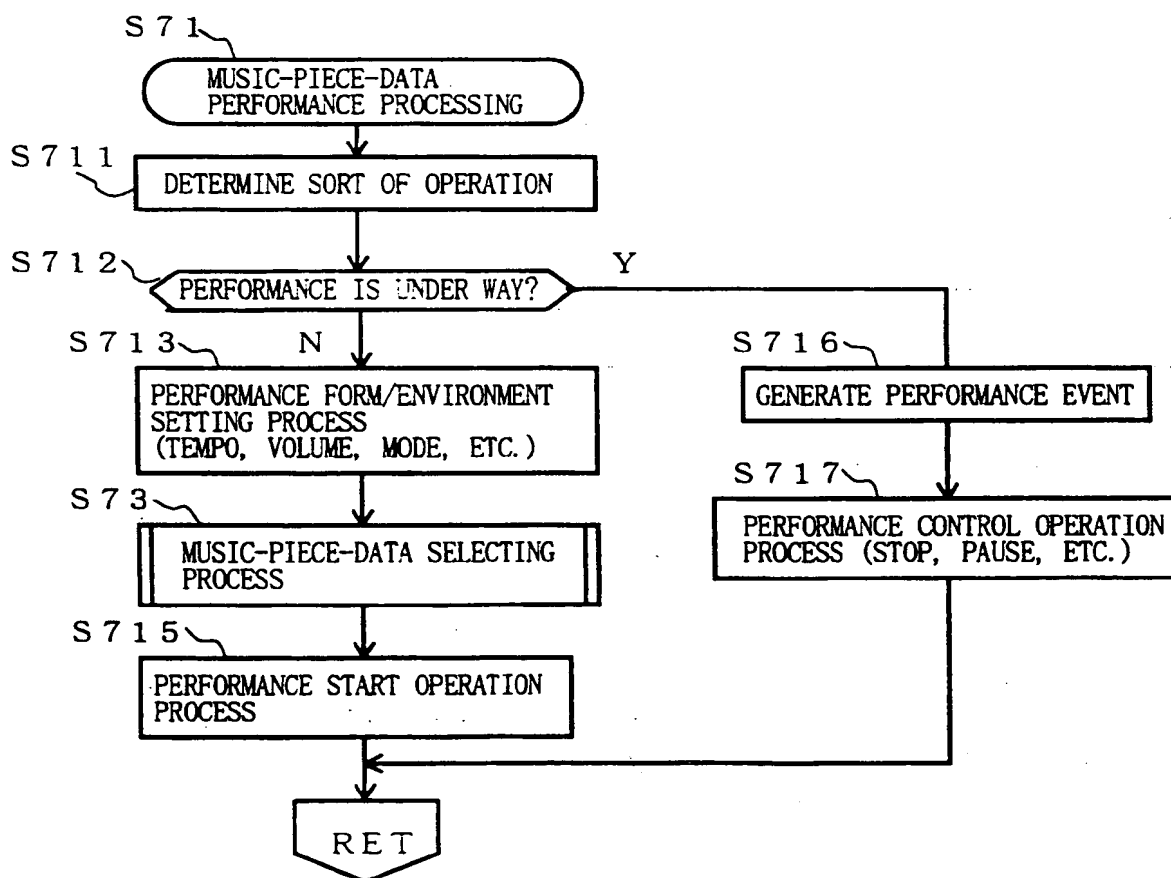 S71
MUSIC-PIECE-DATA
PERFORMANCE PROCESSING
S711
DETERMINE SORT OF OPERATION
S712
PERFORMANCE IS UNDER WAY?
Y
N
S713
PERFORMANCE FORM/ENVIRONMENT
SETTING PROCESS
(TEMPO, VOLUME, MODE, ETC.)
S73
MUSIC-PIECE-DATA SELECTING
PROCESS
S715
PERFORMANCE START OPERATION
PROCESS
S716
GENERATE PERFORMANCE EVENT
S717
PERFORMANCE CONTROL OPERATION
PROCESS (STOP, PAUSE, ETC.)
RET